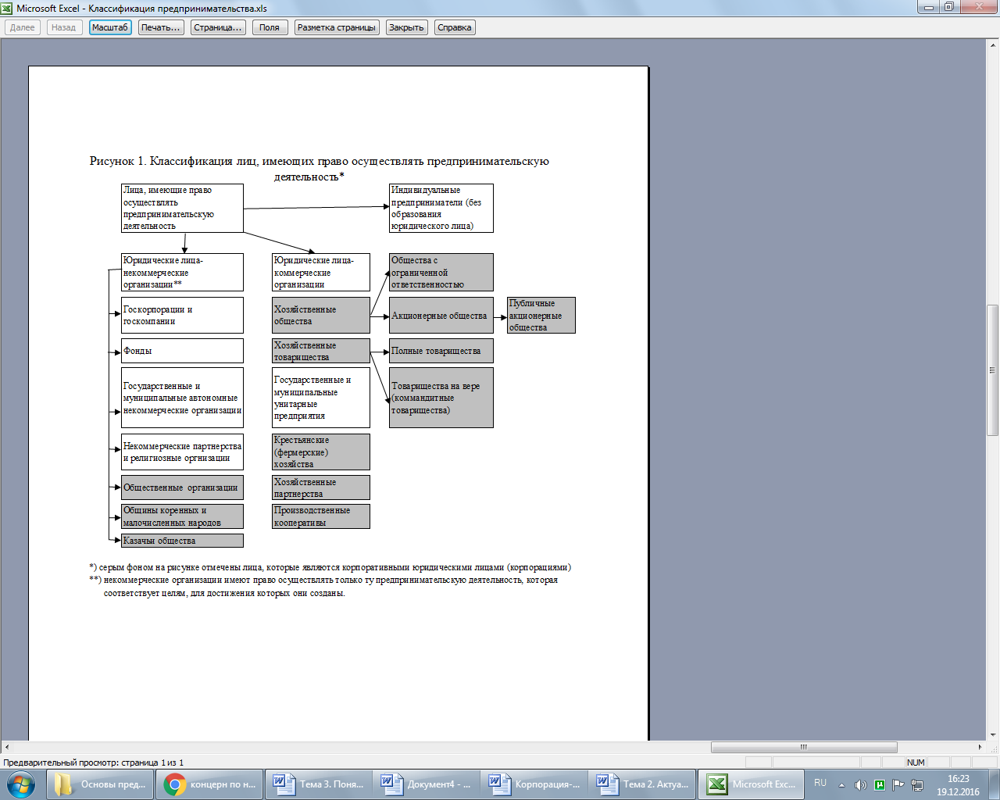 Microsoft Excel - Классификация предпринимательства.xls
Далее Назад Масштаб Печать... Страница... Поля Разметка страницы Закрыть Справка
Рисунок 1. Классификация лиц, имеющих право осуществлять предпринимательскую
деятельность*
Лица, имеющие право
осуществлять
предпринимательскую
деятельность
Индивидуальные
предприниматели (без
образования
юридического лица)
Юридические лица-
некоммерческие
организации**
Юридические лица-
коммерческие
организации
Общества с
ограниченной
ответственностью
Госкорпорации и
госкомпании
Хозяйственные
общества
Акционерные общества
Публичные
акционерные
общества
Фонды
Хозяйственные
товарищества
Полные товарищества
Государственные и
муниципальные автономные
некоммерческие организации
Государственные и
муниципальные
унитарные
предприятия
Товарищества на вере
(коммандитные
товарищества)
Некоммерческие партнерства
и религиозные оргнизации
Крестьянские
(фермерские)
хозяйства
Общественные организации
Хозяйственные
партнерства
Общины коренных и
малочисленных народов
Производственные
кооперативы
Казачьи общества
*) серым фоном на рисунке отмечены лица, которые являются корпоративными юридическими лицами (корпорациями)
**) некоммерческие организации имеют право осуществлять только ту предпринимательскую деятельность, которая
соответствует целям, для достижения которых они созданы.
Предварительный просмотр: страница 1 из 1
NUM
Основы пред...
концерн по н...
Тема 3. Поня...
Документ4 - ...
Корпорация-...
Тема 2. Актуа...
Microsoft Exc...
RU
16:23
19.12.2016